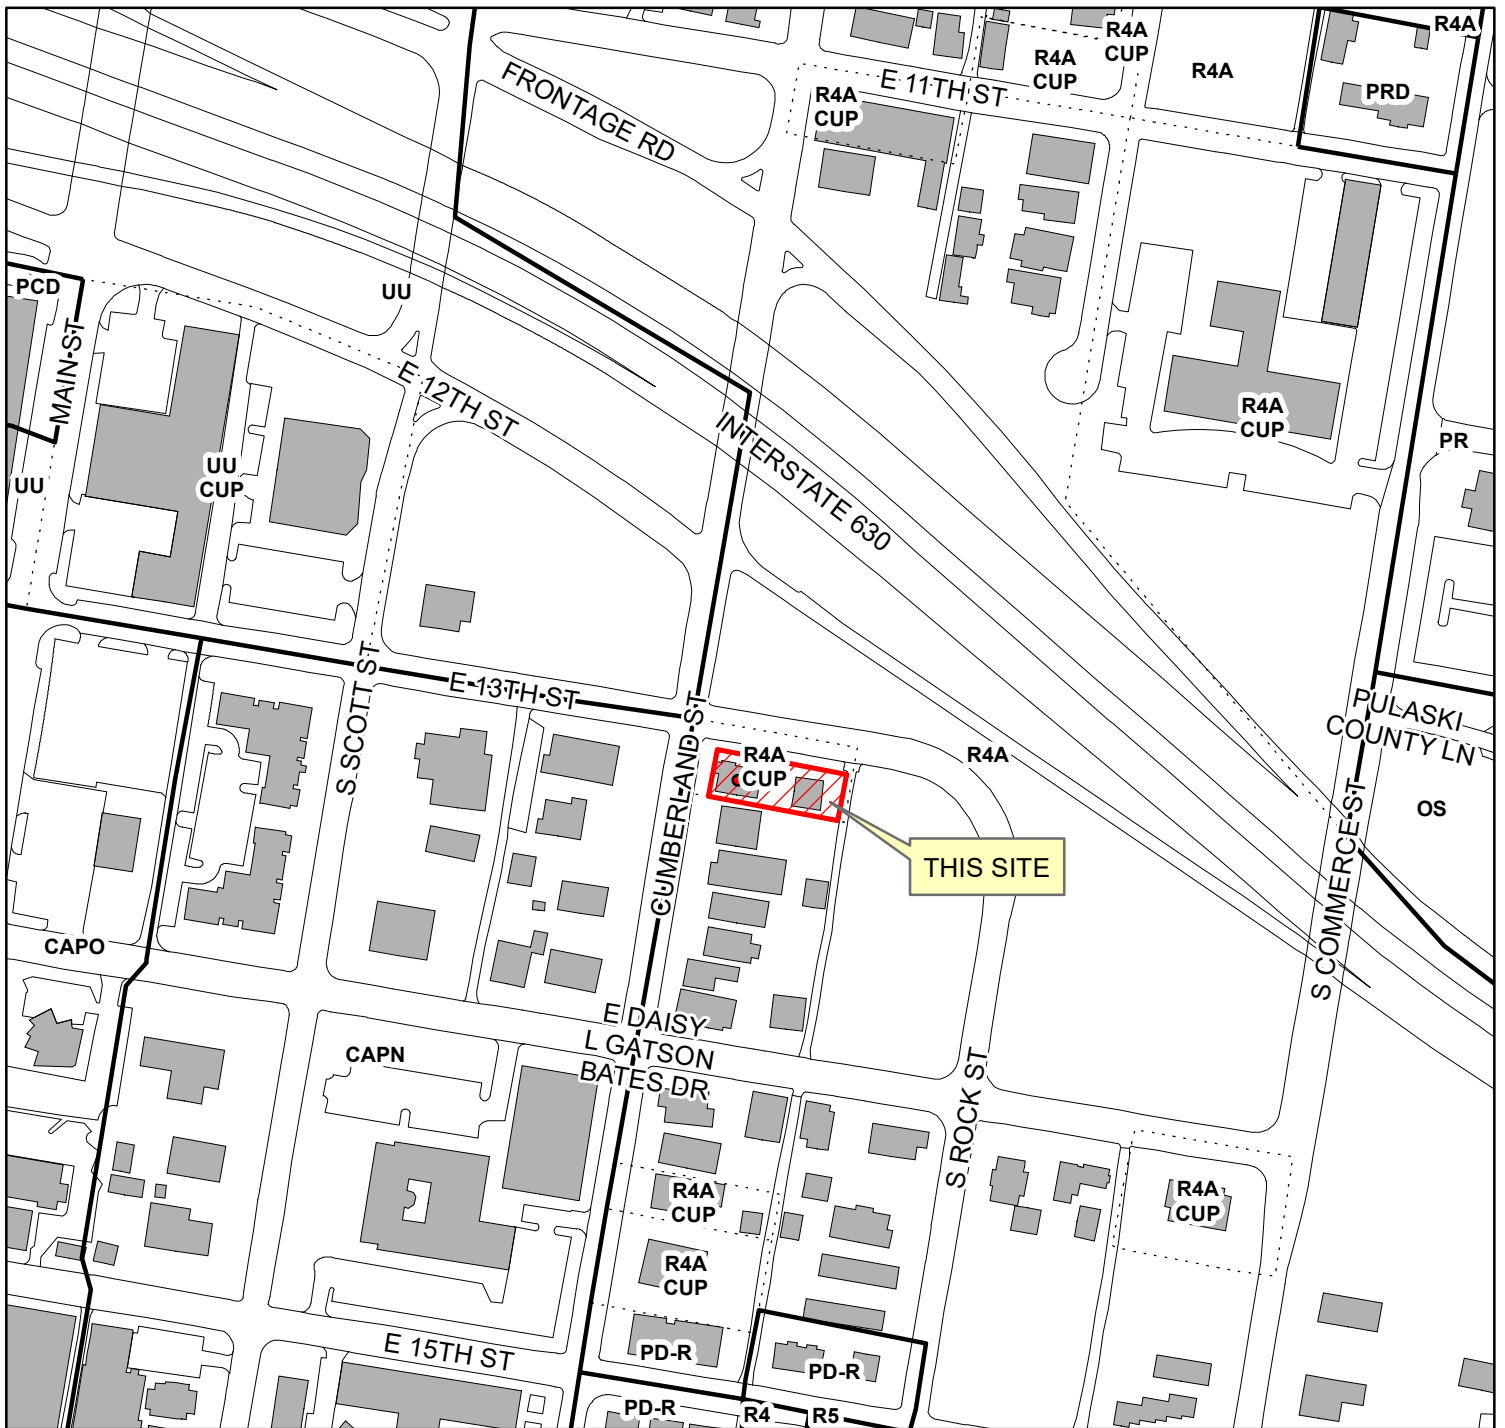 R4A
R4A
CUP
R4A
CUP
R4A
PRD
E 11TH ST
R4A
CUP
FRONTAGE RD
PCD
UU
MAIN ST
E 12TH ST
R4A
CUP
INTERSTATE 630
PR
UU
CUP
UU
S SCOTT ST
E 13TH ST
CUMBERLAND ST
R4A
CUP
R4A
PULASKI
COUNTY LN
OS
THIS SITE
S COMMERCE ST
CAPO
E DAISY
L GATSON
BATES DR
CAPN
S ROCK ST
R4A
CUP
R4A
CUP
R4A
CUP
E 15TH ST
PD-R
PD-R
PD-R
R4
R5